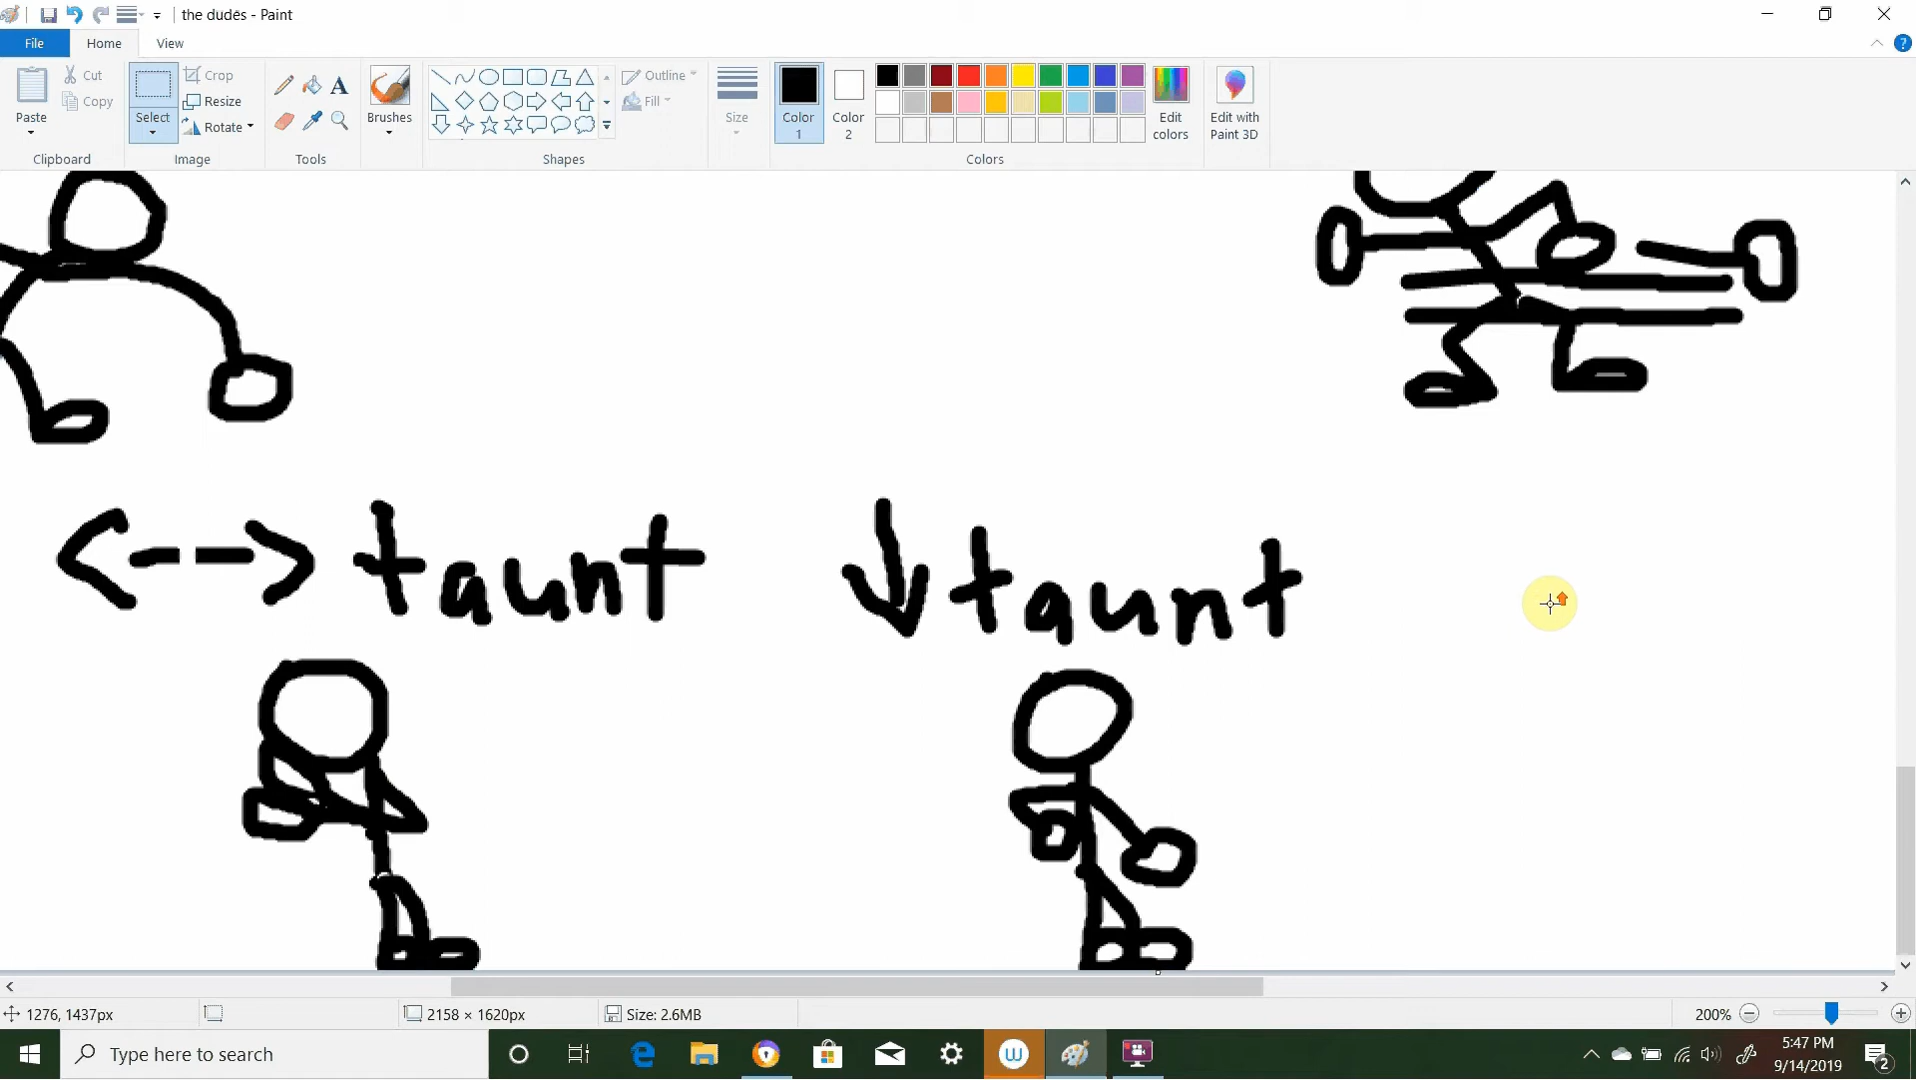 the dudes - Paint
File Home View
Paste
Cut
Copy
Clipboard
Select
Crop
Resize
Rotate
Image
Tools
Brushes
Shapes
Outline
Fill
Size
Color 1
Color 2
Colors
Edit colors
Edit with Paint 3D
<--> taunt
↓ taunt
1276, 1437px
2158 × 1620px
Size: 2.6MB
200%
Type here to search
W
5:47 PM
9/14/2019
2